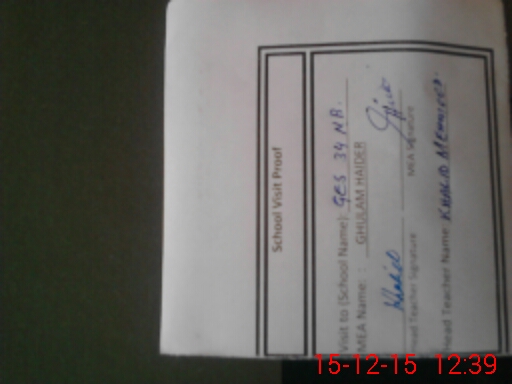 School Visit Proof
Visit to (School Name): GES 34 NB.
MEA Name: : GHULAM HAIDER
Khalid
Head Teacher Signature MEA Signature
Head Teacher Name: KHALID MEHMOOD.
15-12-15 12:39